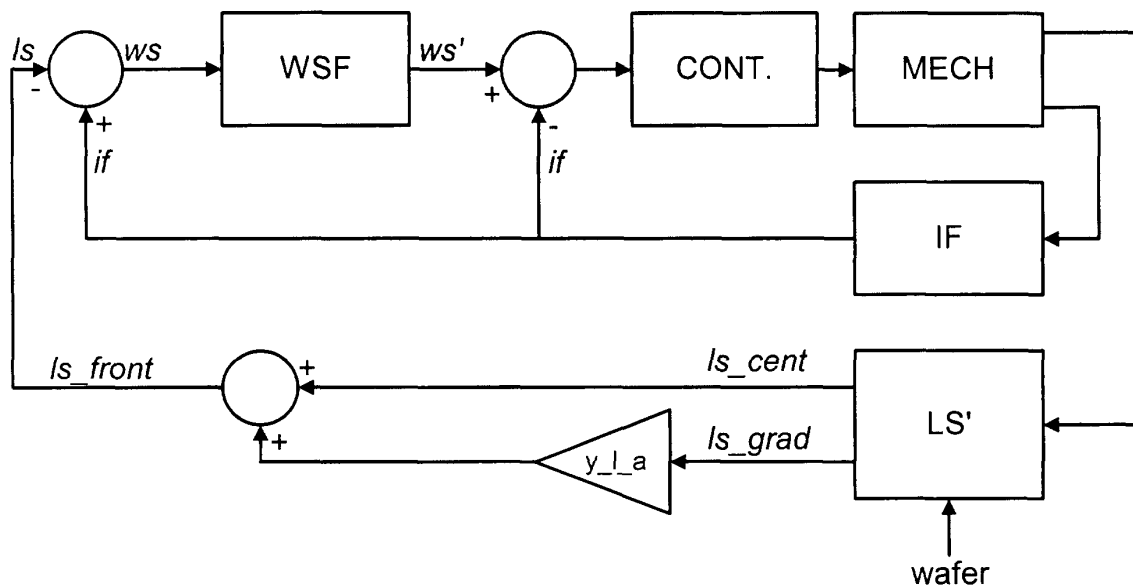 ls
ws
WSF
ws'
CONT.
MECH
-
+
+
-
if
if
IF
ls_front
+
ls_cent
+
y_l_a
ls_grad
LS'
wafer